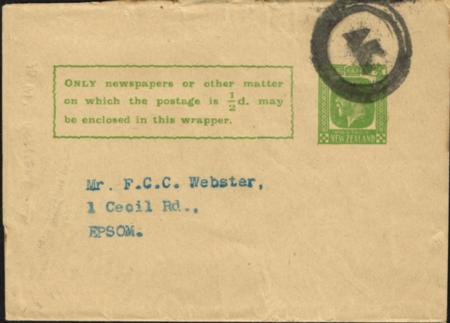 ONLY newspapers or other matter
on which the postage is ½d. may
be enclosed in this wrapper.
NEW ZEALAND
Mr. F.C.C. Webster,
1 Cecil Rd.,
EPSOM.